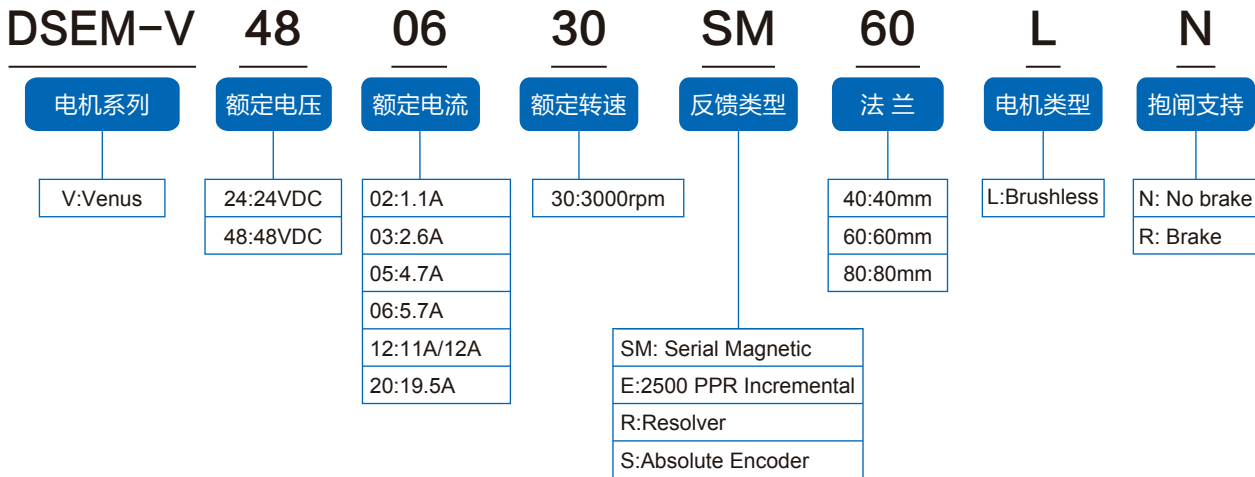 DSEM-V 48 06 30 SM 60 L N
电机系列 额定电压 额定电流 额定转速 反馈类型 法 兰 电机类型 抱闸支持
V:Venus 24:24VDC 02:1.1A 30:3000rpm 40:40mm L:Brushless N: No brake
48:48VDC 03:2.6A 60:60mm R: Brake
05:4.7A 80:80mm
06:5.7A
12:11A/12A SM: Serial Magnetic
20:19.5A E:2500 PPR Incremental
R:Resolver
S:Absolute Encoder